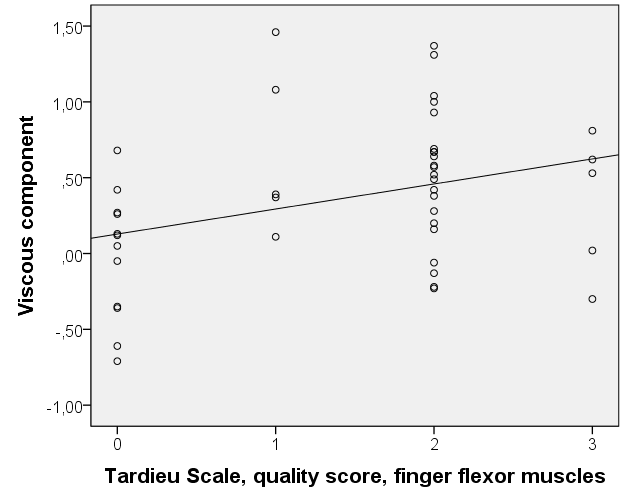 1,50
1,00
,50
,00
-,50
-1,00
Viscous component
0 1 2 3
Tardieu Scale, quality score, finger flexor muscles